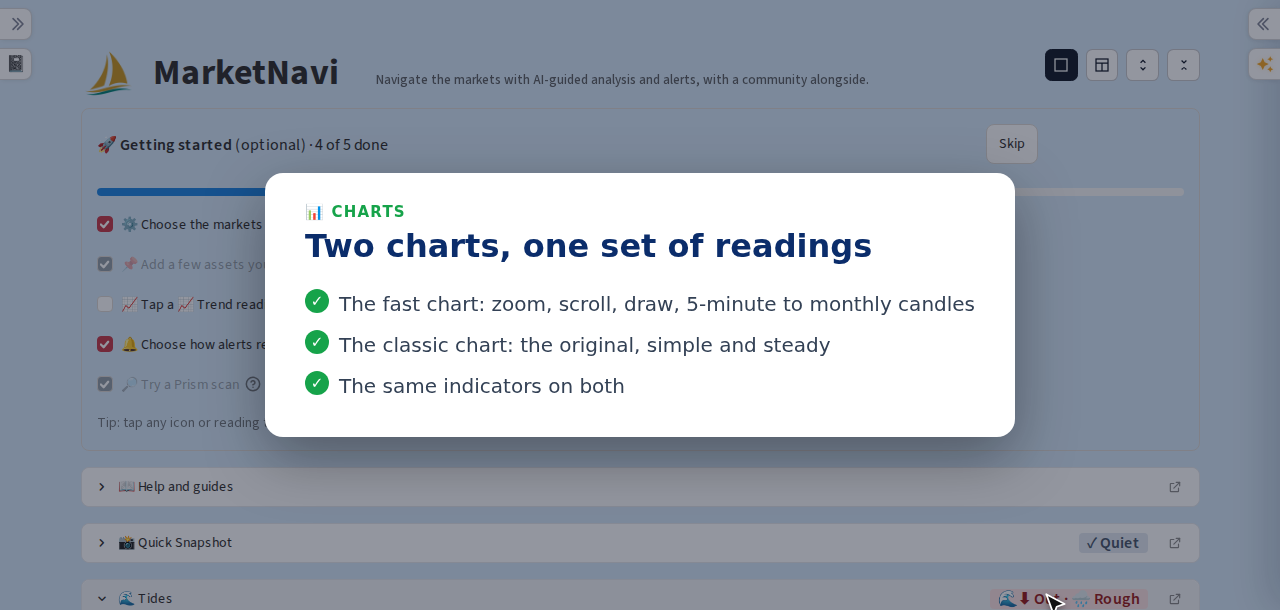 MarketNavi
Navigate the markets with AI-guided analysis and alerts, with a community alongside.
🚀 Getting started (optional) · 4 of 5 done
Skip
⚙️ Choose the markets
📌 Add a few assets
📈 Tap a 📈 Trend read
🔔 Choose how alerts
🔎 Try a Prism scan
Tip: tap any icon or reading
📊 CHARTS
Two charts, one set of readings
✓ The fast chart: zoom, scroll, draw, 5-minute to monthly candles
✓ The classic chart: the original, simple and steady
✓ The same indicators on both
📖 Help and guides
📸 Quick Snapshot
✓ Quiet
🌊 Tides
Rough